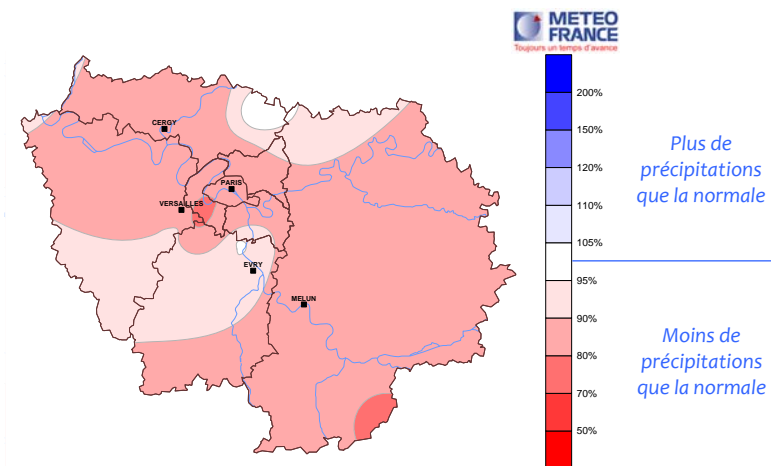 METEO
FRANCE
Toujours un temps d'avance
200%
150%
120%
110%
105%
95%
90%
80%
70%
50%
Plus de
précipitations
que la normale
Moins de
précipitations
que la normale
CERGY
PARIS
VERSAILLES
EVRY
MELUN